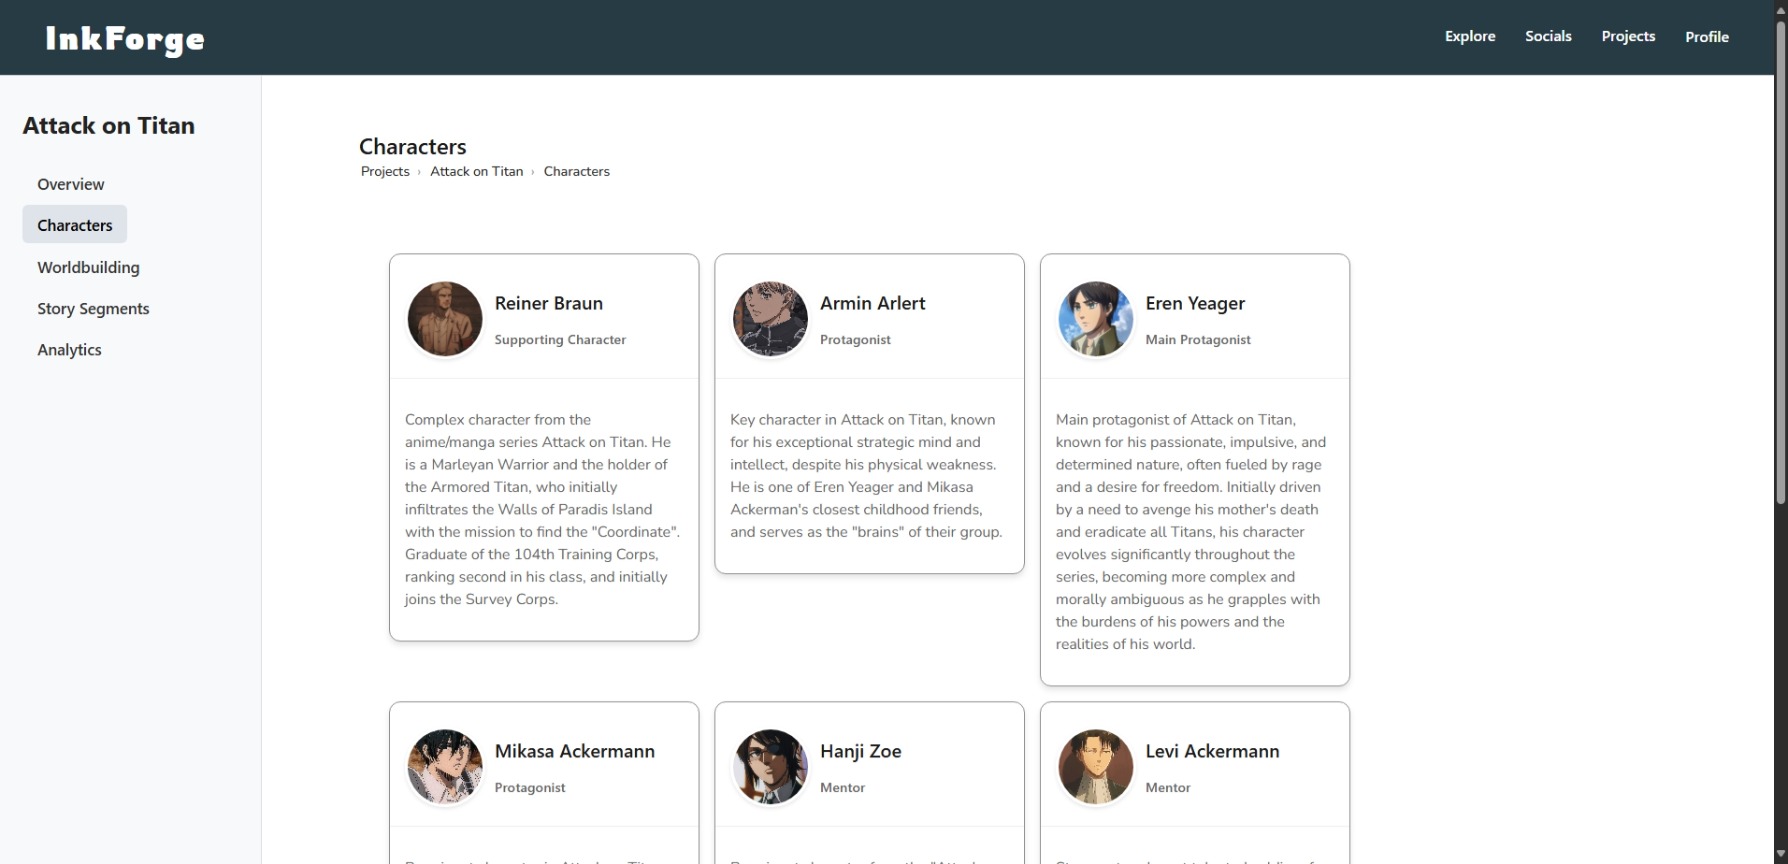 InkForge
Explore Socials Projects Profile
Attack on Titan
Overview
Characters
Worldbuilding
Story Segments
Analytics
Characters
Projects › Attack on Titan › Characters
Reiner Braun
Supporting Character
Complex character from the
anime/manga series Attack on Titan. He
is a Marleyan Warrior and the holder of
the Armored Titan, who initially
infiltrates the Walls of Paradis Island
with the mission to find the "Coordinate".
Graduate of the 104th Training Corps,
ranking second in his class, and initially
joins the Survey Corps.
Armin Arlert
Protagonist
Key character in Attack on Titan, known
for his exceptional strategic mind and
intellect, despite his physical weakness.
He is one of Eren Yeager and Mikasa
Ackerman's closest childhood friends,
and serves as the "brains" of their group.
Eren Yeager
Main Protagonist
Main protagonist of Attack on Titan,
known for his passionate, impulsive, and
determined nature, often fueled by rage
and a desire for freedom. Initially driven
by a need to avenge his mother's death
and eradicate all Titans, his character
evolves significantly throughout the
series, becoming more complex and
morally ambiguous as he grapples with
the burdens of his powers and the
realities of his world.
Mikasa Ackermann
Protagonist
Hanji Zoe
Mentor
Levi Ackermann
Mentor